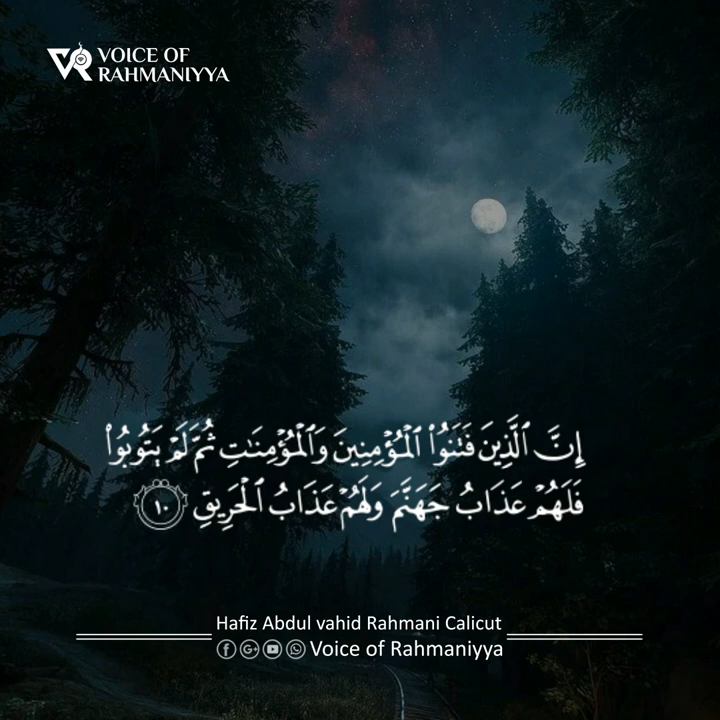 VOICE OF
RAHMANIYYA
إِنَّ ٱلَّذِينَ فَتَنُوا۟ ٱلْمُؤْمِنِينَ وَٱلْمُؤْمِنَـٰتِ ثُمَّ لَمْ يَتُوبُوا۟
فَلَهُمْ عَذَابُ جَهَنَّمَ وَلَهُمْ عَذَابُ ٱلْحَرِيقِ ١٠
Hafiz Abdul vahid Rahmani Calicut
Voice of Rahmaniyya